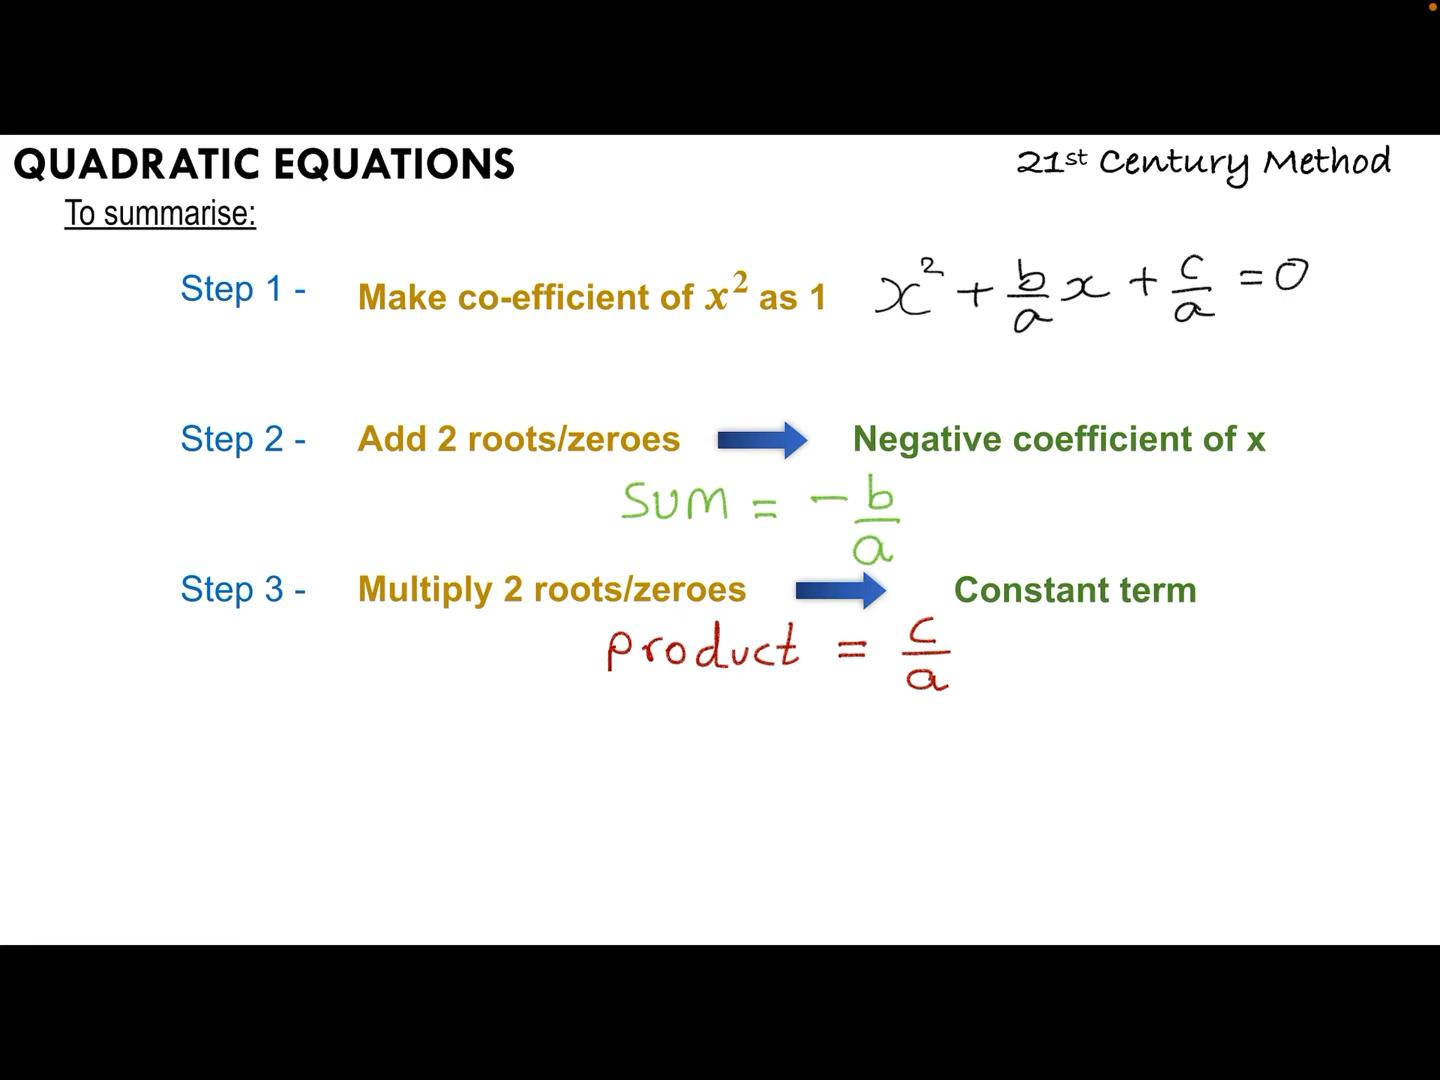 QUADRATIC EQUATIONS
21st Century Method
To summarise:
Step 1 - Make co-efficient of x² as 1 x² + b/a x + c/a = 0
Step 2 - Add 2 roots/zeroes Negative coefficient of x
SUM = - b/a
Step 3 - Multiply 2 roots/zeroes Constant term
product = c/a